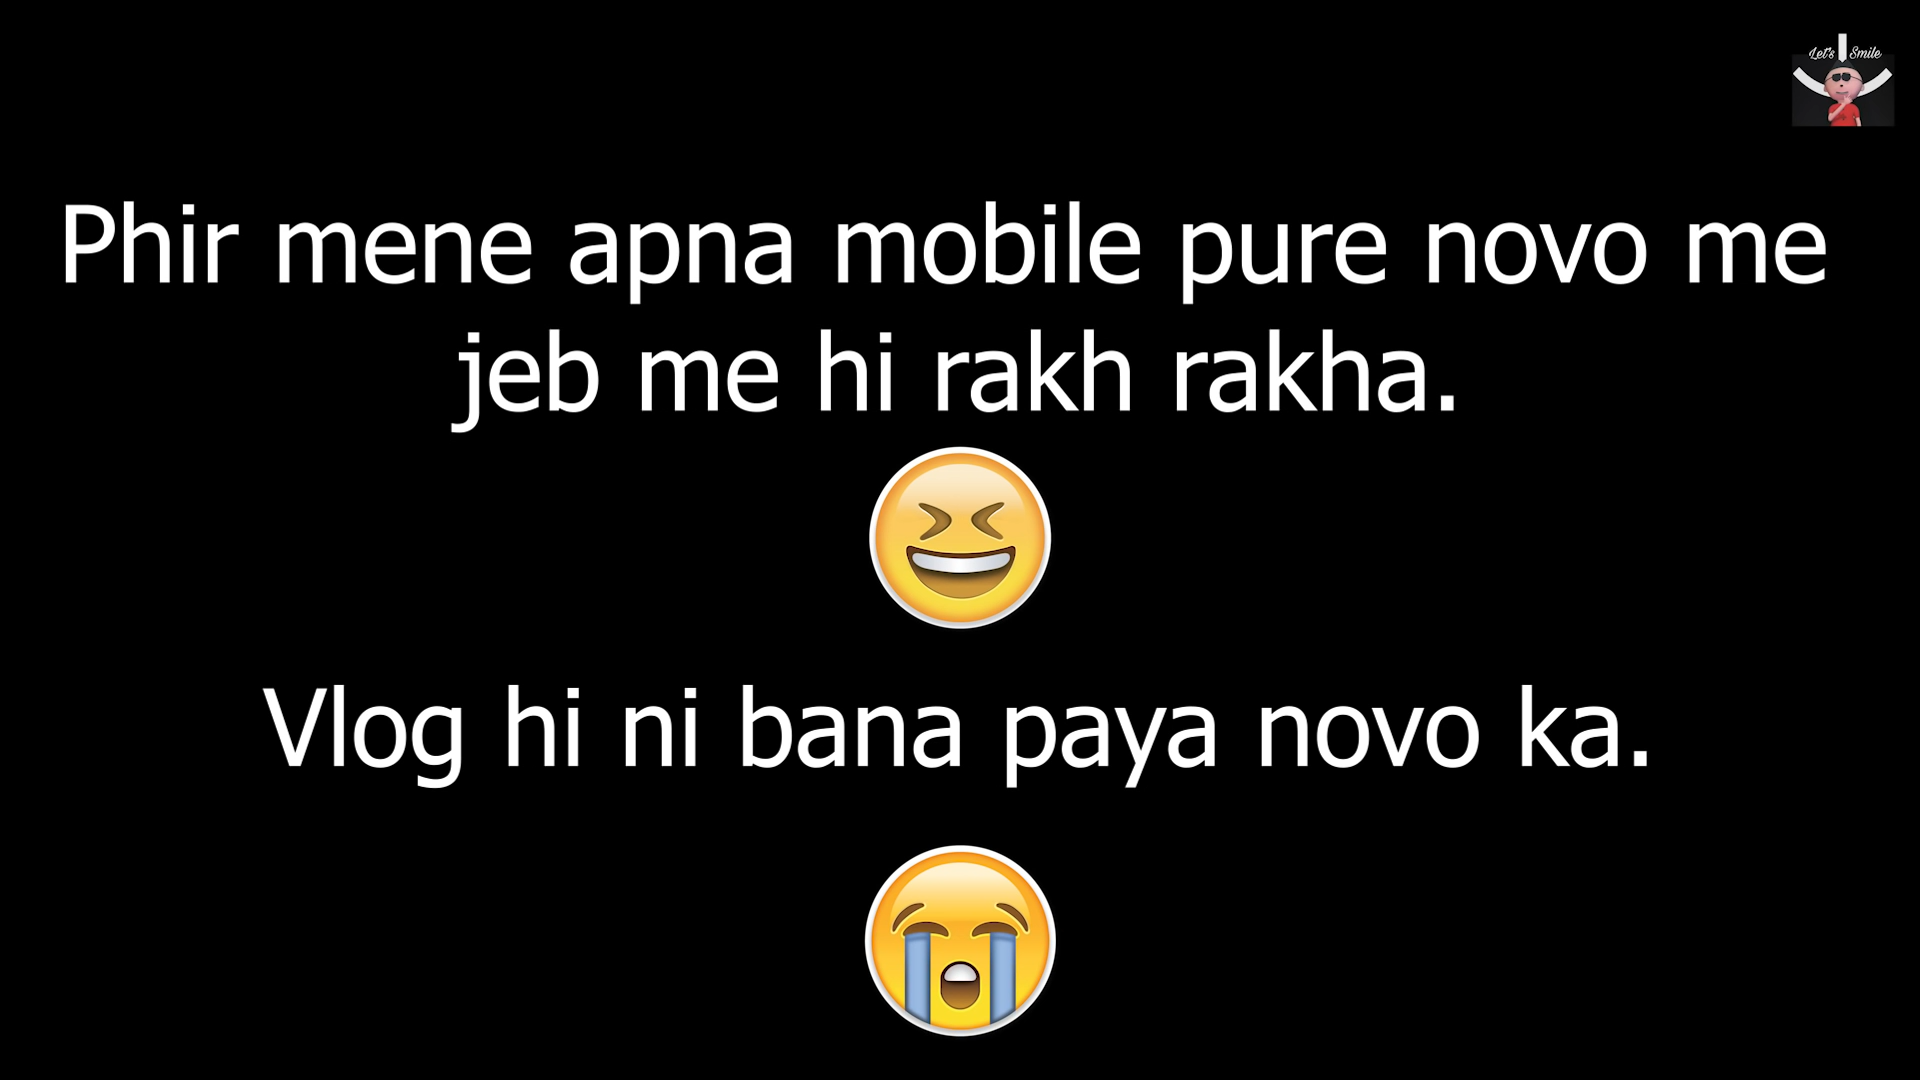 Let's Smile
Phir mene apna mobile pure novo me
jeb me hi rakh rakha.
Vlog hi ni bana paya novo ka.